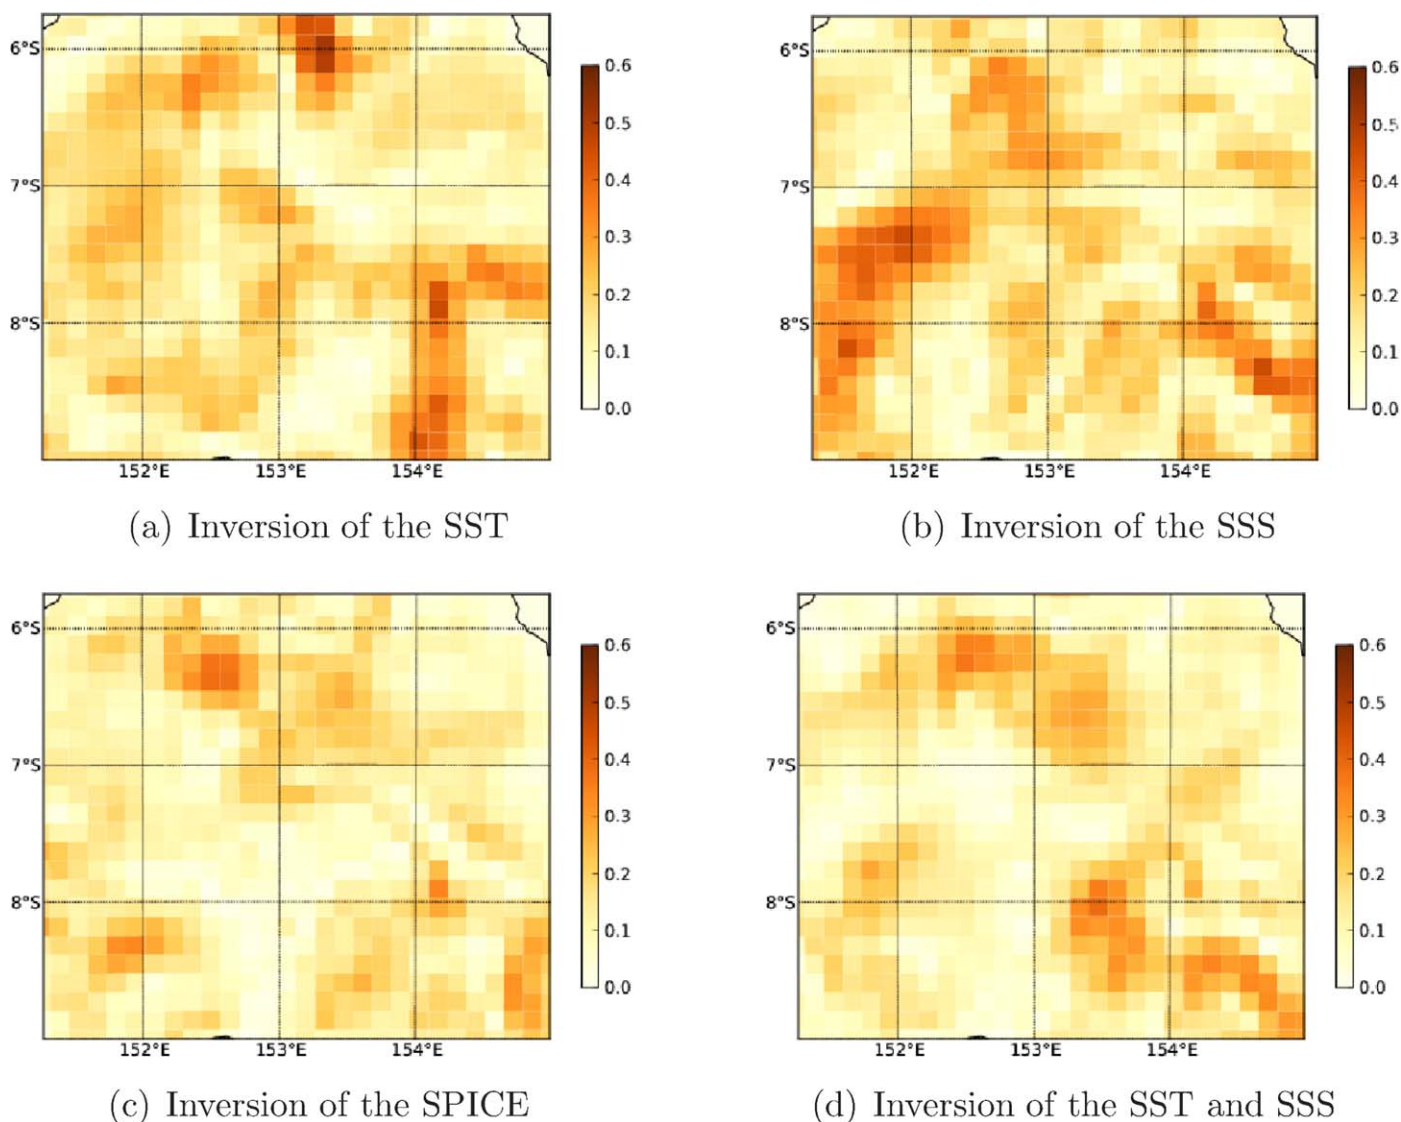 6°S
7°S
8°S
152°E 153°E 154°E
0.6
0.5
0.4
0.3
0.2
0.1
0.0
(a) Inversion of the SST
6°S
7°S
8°S
152°E 153°E 154°E
0.6
0.5
0.4
0.3
0.2
0.1
0.0
(b) Inversion of the SSS
6°S
7°S
8°S
152°E 153°E 154°E
0.6
0.5
0.4
0.3
0.2
0.1
0.0
(c) Inversion of the SPICE
6°S
7°S
8°S
152°E 153°E 154°E
0.6
0.5
0.4
0.3
0.2
0.1
0.0
(d) Inversion of the SST and SSS